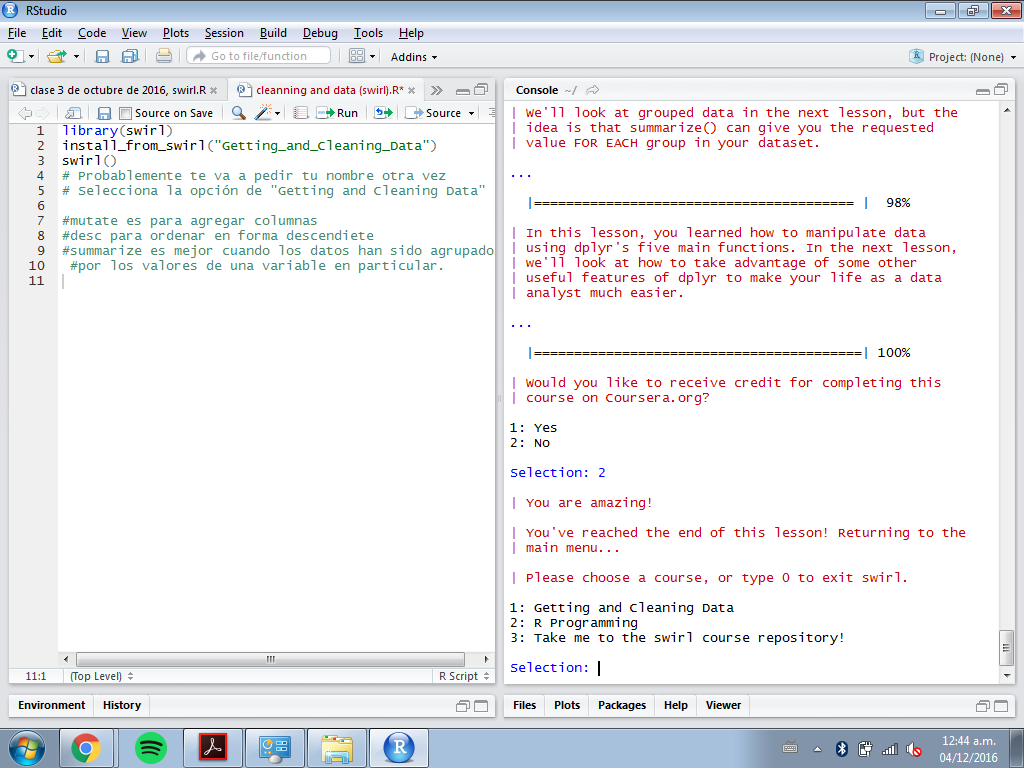 RStudio
File Edit Code View Plots Session Build Debug Tools Help
Go to file/function Addins Project: (None)
clase 3 de octubre de 2016, swirl.R cleanning and data (swirl).R*
Source on Save Run Source
1 library(swirl)
2 install_from_swirl("Getting_and_Cleaning_Data")
3 swirl()
4 # Probablemente te va a pedir tu nombre otra vez
5 # Selecciona la opción de "Getting and Cleaning Data"
6
7 #mutate es para agregar columnas
8 #desc para ordenar en forma descendiete
9 #summarize es mejor cuando los datos han sido agrupado
10 #por los valores de una variable en particular.
11
11:1 (Top Level) R Script
Environment History
Console ~/
| We'll look at grouped data in the next lesson, but the
| idea is that summarize() can give you the requested
| value FOR EACH group in your dataset.
...
|======================================== | 98%
| In this lesson, you learned how to manipulate data
| using dplyr's five main functions. In the next lesson,
| we'll look at how to take advantage of some other
| useful features of dplyr to make your life as a data
| analyst much easier.
...
|=========================================| 100%
| Would you like to receive credit for completing this
| course on Coursera.org?
1: Yes
2: No
Selection: 2
| You are amazing!
| You've reached the end of this lesson! Returning to the
| main menu...
| Please choose a course, or type 0 to exit swirl.
1: Getting and Cleaning Data
2: R Programming
3: Take me to the swirl course repository!
Selection:
Files Plots Packages Help Viewer
12:44 a.m.
04/12/2016